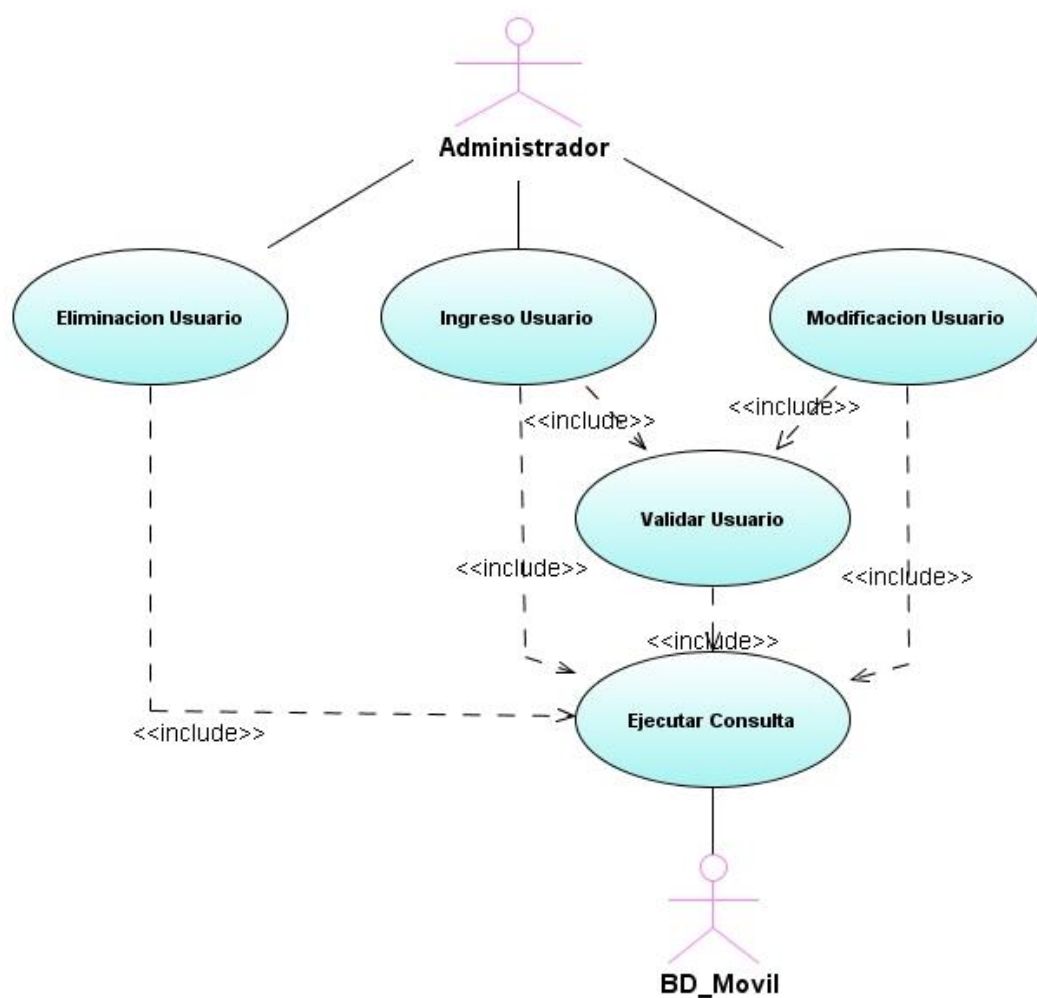 Administrador
Eliminacion Usuario
Ingreso Usuario
Modificacion Usuario
<<include>>
<<include>>
Validar Usuario
<<include>>
<<include>>
<<include>>
Ejecutar Consulta
<<include>>
BD_Movil